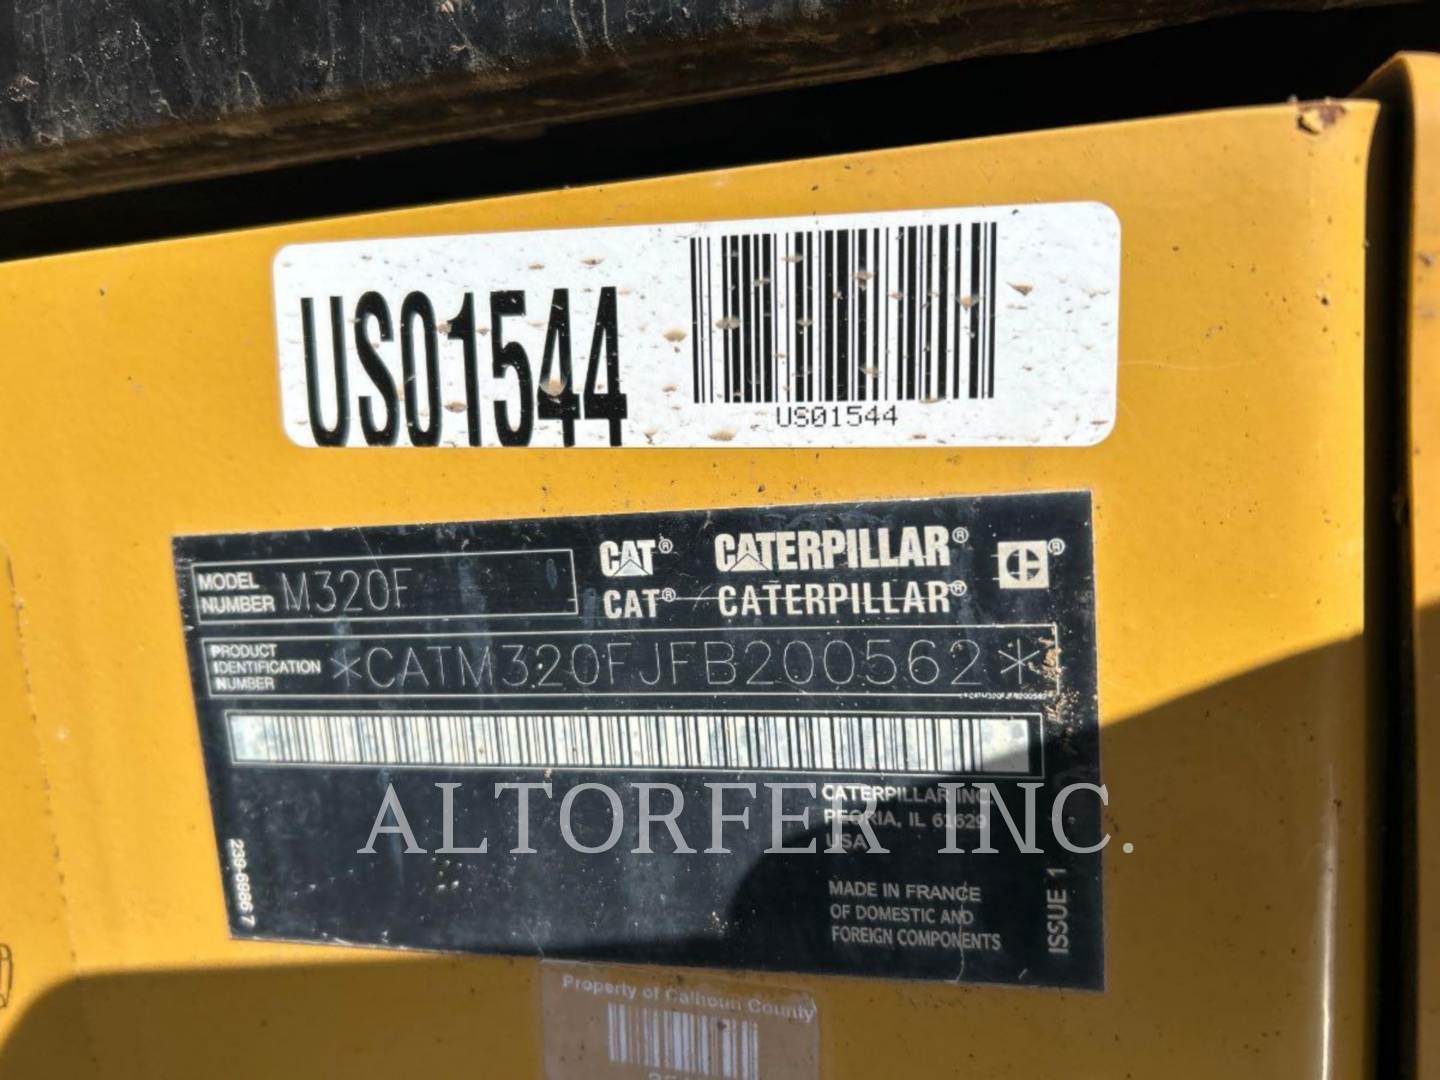 US01544
US01544
MODEL NUMBER M320F
CAT® CATERPILLAR®
CAT® CATERPILLAR®
PRODUCT IDENTIFICATION NUMBER *CATM320FJFB200562*
*CATM320FJFB200562*
CATERPILLAR INC.
PEORIA, IL 61629
USA
ALTORFER INC.
MADE IN FRANCE
OF DOMESTIC AND
FOREIGN COMPONENTS
239-6986 7
ISSUE 1
Property of Calhoun County